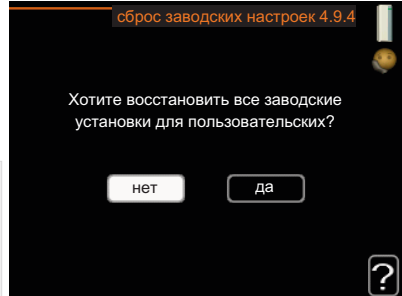 сброс заводских настроек 4.9.4
Хотите восстановить все заводские
установки для пользовательских?
нет
да
?